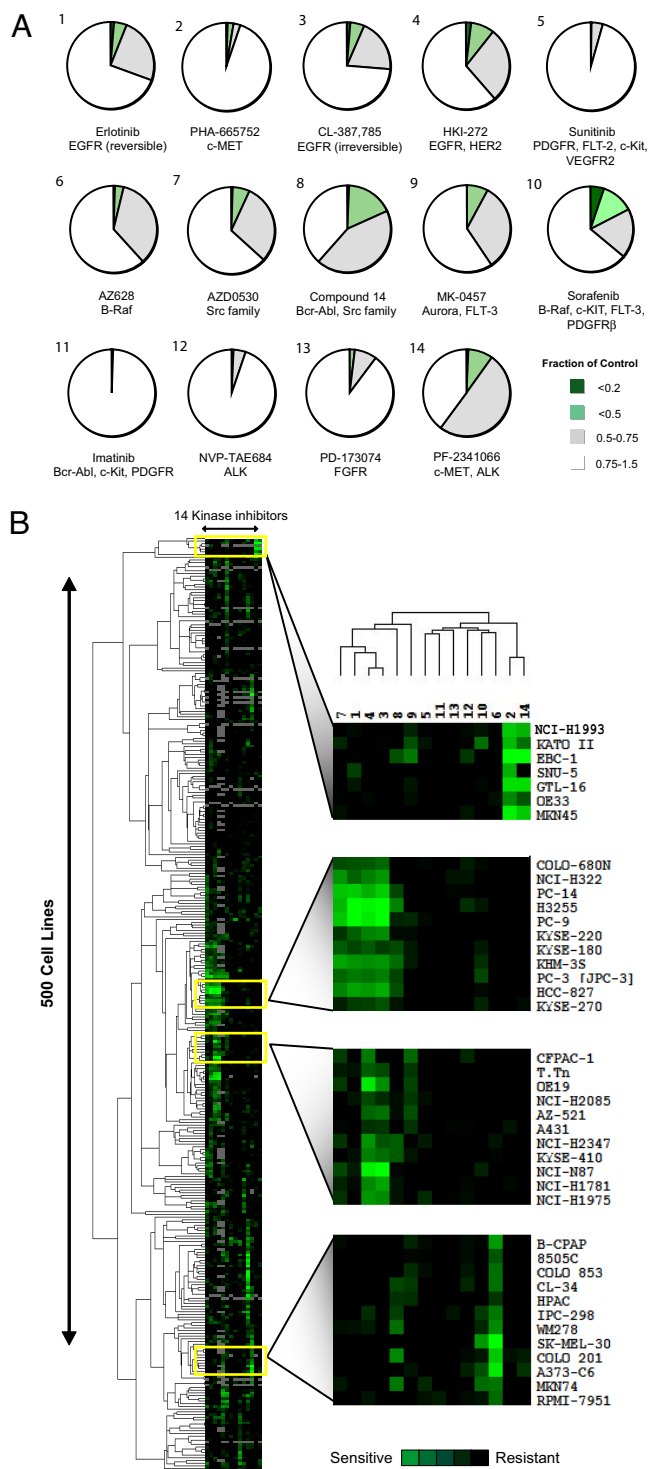 A
1 2 3 4 5
Erlotinib
EGFR (reversible)
PHA-665752
c-MET
CL-387,785
EGFR (irreversible)
HKI-272
EGFR, HER2
Sunitinib
PDGFR, FLT-2, c-Kit,
VEGFR2
6 7 8 9 10
AZ628
B-Raf
AZD0530
Src family
Compound 14
Bcr-Abl, Src family
MK-0457
Aurora, FLT-3
Sorafenib
B-Raf, c-KIT, FLT-3,
PDGFRβ
11 12 13 14
Imatinib
Bcr-Abl, c-Kit, PDGFR
NVP-TAE684
ALK
PD-173074
FGFR
PF-2341066
c-MET, ALK
Fraction of Control
<0.2
<0.5
0.5-0.75
0.75-1.5
B
14 Kinase inhibitors
500 Cell Lines
7 1 4 3 8 9 5 11 13 12 10 6 2 14
NCI-H1993
KATO II
EBC-1
SNU-5
GTL-16
OE33
MKN45
COLO-680N
NCI-H322
PC-14
H3255
PC-9
KYSE-220
KYSE-180
KHM-3S
PC-3 [JPC-3]
HCC-827
KYSE-270
CFPAC-1
T.Tn
OE19
NCI-H2085
AZ-521
A431
NCI-H2347
KYSE-410
NCI-N87
NCI-H1781
NCI-H1975
B-CPAP
8505C
COLO 853
CL-34
HPAC
IPC-298
WM278
SK-MEL-30
COLO 201
A373-C6
MKN74
RPMI-7951
Sensitive
Resistant